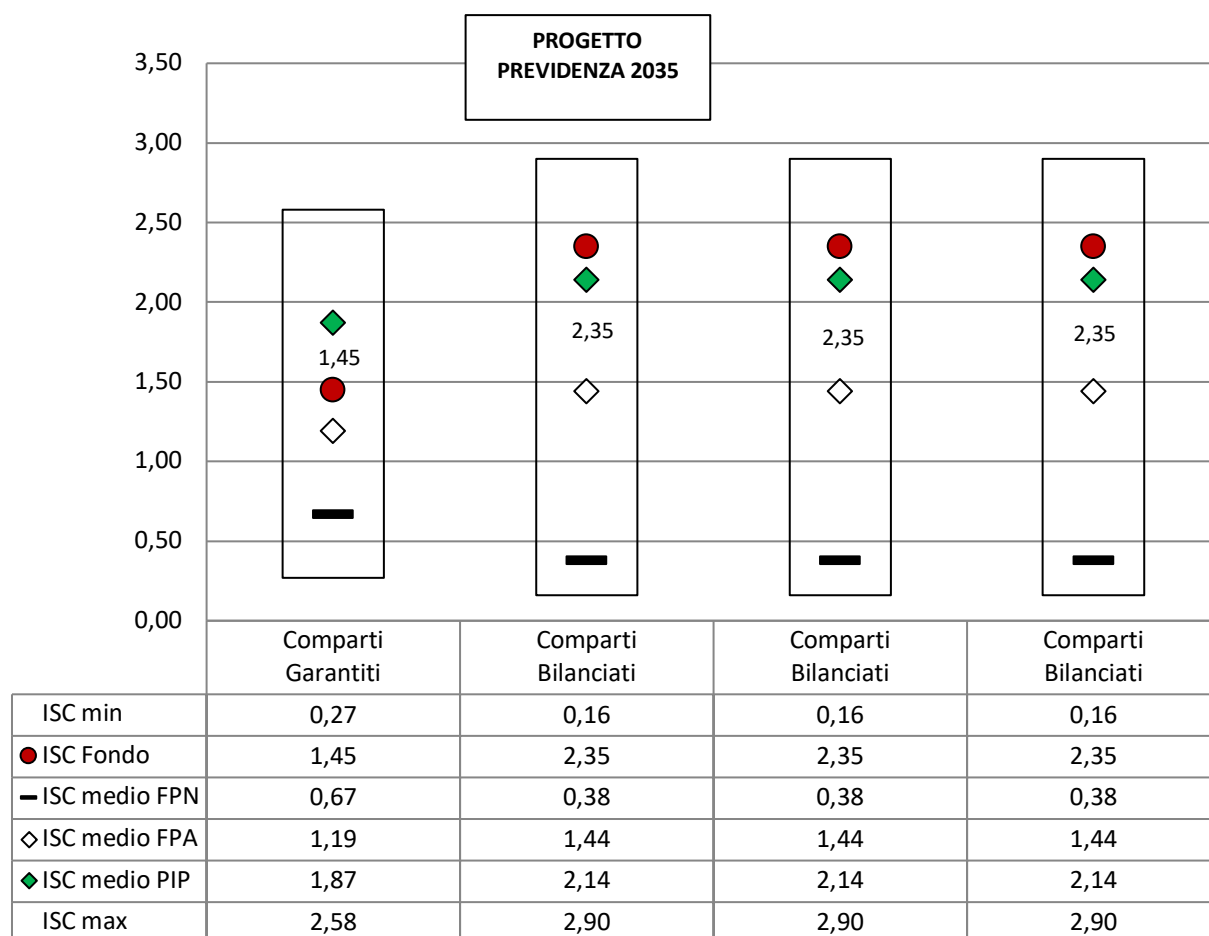 PROGETTO
PREVIDENZA 2035
3,50
3,00
2,50
2,00
1,50
1,00
0,50
0,00
1,45
2,35
2,35
2,35
Comparti Garantiti
Comparti Bilanciati
Comparti Bilanciati
Comparti Bilanciati
ISC min 0,27 0,16 0,16 0,16
ISC Fondo 1,45 2,35 2,35 2,35
ISC medio FPN 0,67 0,38 0,38 0,38
ISC medio FPA 1,19 1,44 1,44 1,44
ISC medio PIP 1,87 2,14 2,14 2,14
ISC max 2,58 2,90 2,90 2,90